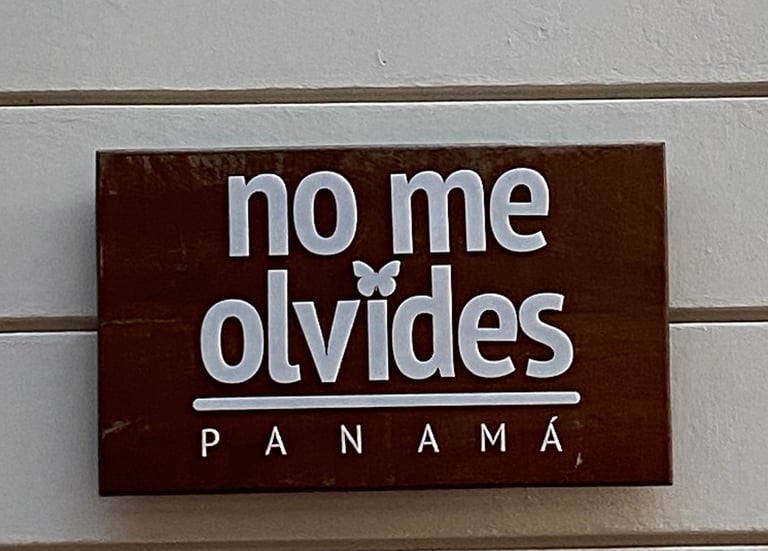 no me
olvides
PANAMÁ